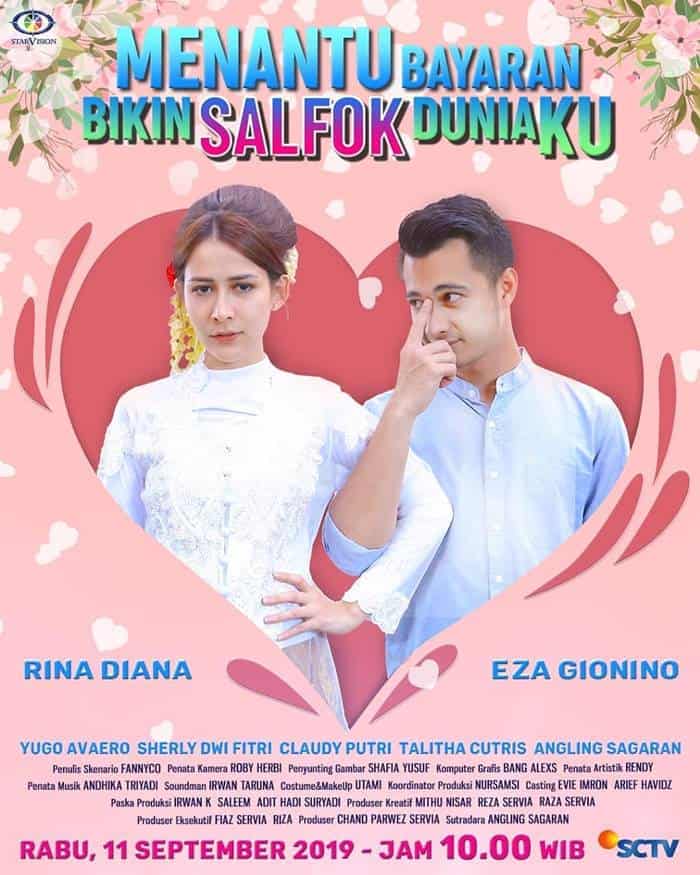 STARVISION
MENANTU BAYARAN
BIKIN SALFOK DUNIAKU
RINA DIANA
EZA GIONINO
YUGO AVAERO SHERLY DWI FITRI CLAUDY PUTRI TALITHA CUTRIS ANGLING SAGARAN
Penulis Skenario FANNYCO Penata Kamera ROBY HERBI Penyunting Gambar SHAFIA YUSUF Komputer Grafis BANG ALEXS Penata Artistik RENDY
Penata Musik ANDHIKA TRIYADI Soundman IRWAN TARUNA Costume&MakeUp UTAMI Koordinator Produksi NURSAMSI Casting EVIE IMRON ARIEF HAVIDZ
Paska Produksi IRWAN K SALEEM ADIT HADI SURYADI Produser Kreatif MITHU NISAR REZA SERVIA RAZA SERVIA
Produser Eksekutif FIAZ SERVIA RIZA Produser CHAND PARWEZ SERVIA Sutradara ANGLING SAGARAN
RABU, 11 SEPTEMBER 2019 - JAM 10.00 WIB SCTV